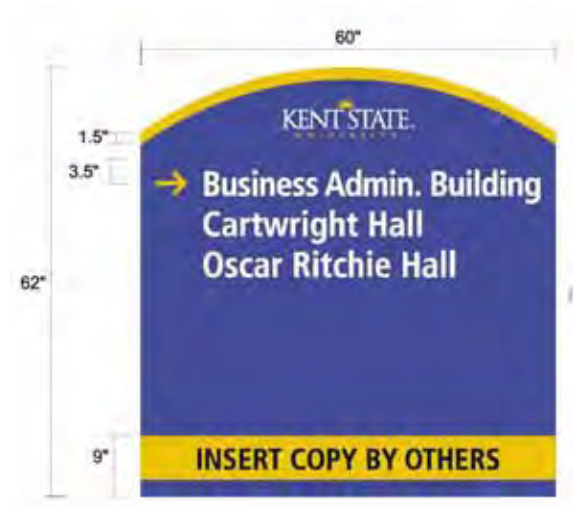 60"
KENT STATE.
UNIVERSITY
1.5"
3.5"
→ Business Admin. Building
Cartwright Hall
Oscar Ritchie Hall
62"
9"
INSERT COPY BY OTHERS